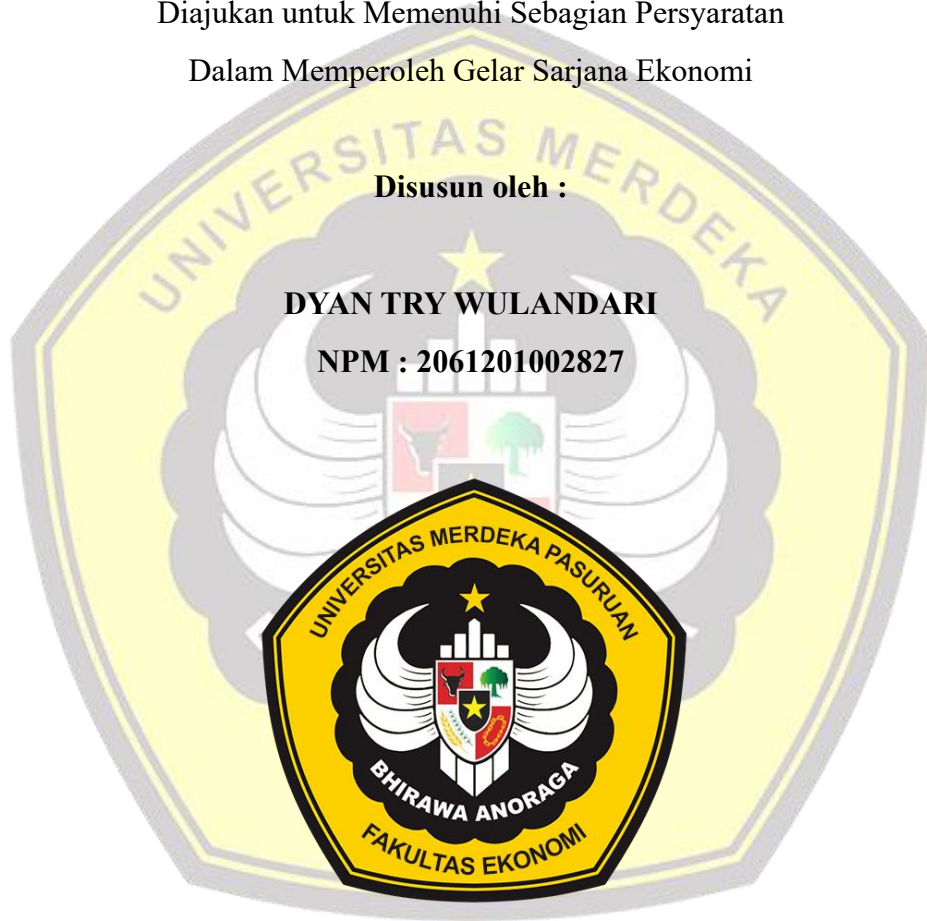 Diajukan untuk Memenuhi Sebagian Persyaratan
Dalam Memperoleh Gelar Sarjana Ekonomi
UNIVERSITAS MERDEKA
Disusun oleh :
DYAN TRY WULANDARI
NPM : 2061201002827
UNIVERSITAS MERDEKA PASURUAN
BHIRAWA ANORAGA
FAKULTAS EKONOMI